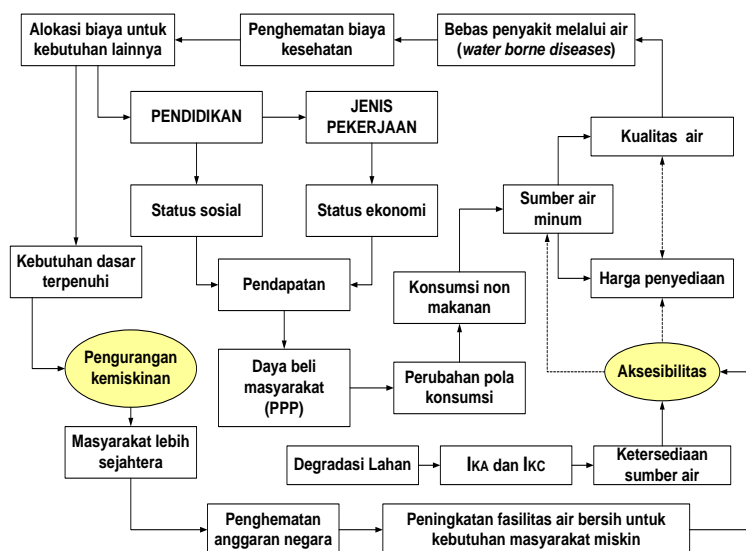 Alokasi biaya untuk
kebutuhan lainnya
Penghematan biaya
kesehatan
Bebas penyakit melalui air
(water borne diseases)
PENDIDIKAN
JENIS
PEKERJAAN
Kualitas air
Status sosial
Status ekonomi
Sumber air
minum
Kebutuhan dasar
terpenuhi
Pendapatan
Konsumsi non
makanan
Harga penyediaan
Pengurangan
kemiskinan
Daya beli
masyarakat
(PPP)
Perubahan pola
konsumsi
Aksesibilitas
Masyarakat lebih
sejahtera
Degradasi Lahan
IKA dan IKC
Ketersediaan
sumber air
Penghematan
anggaran negara
Peningkatan fasilitas air bersih untuk
kebutuhan masyarakat miskin